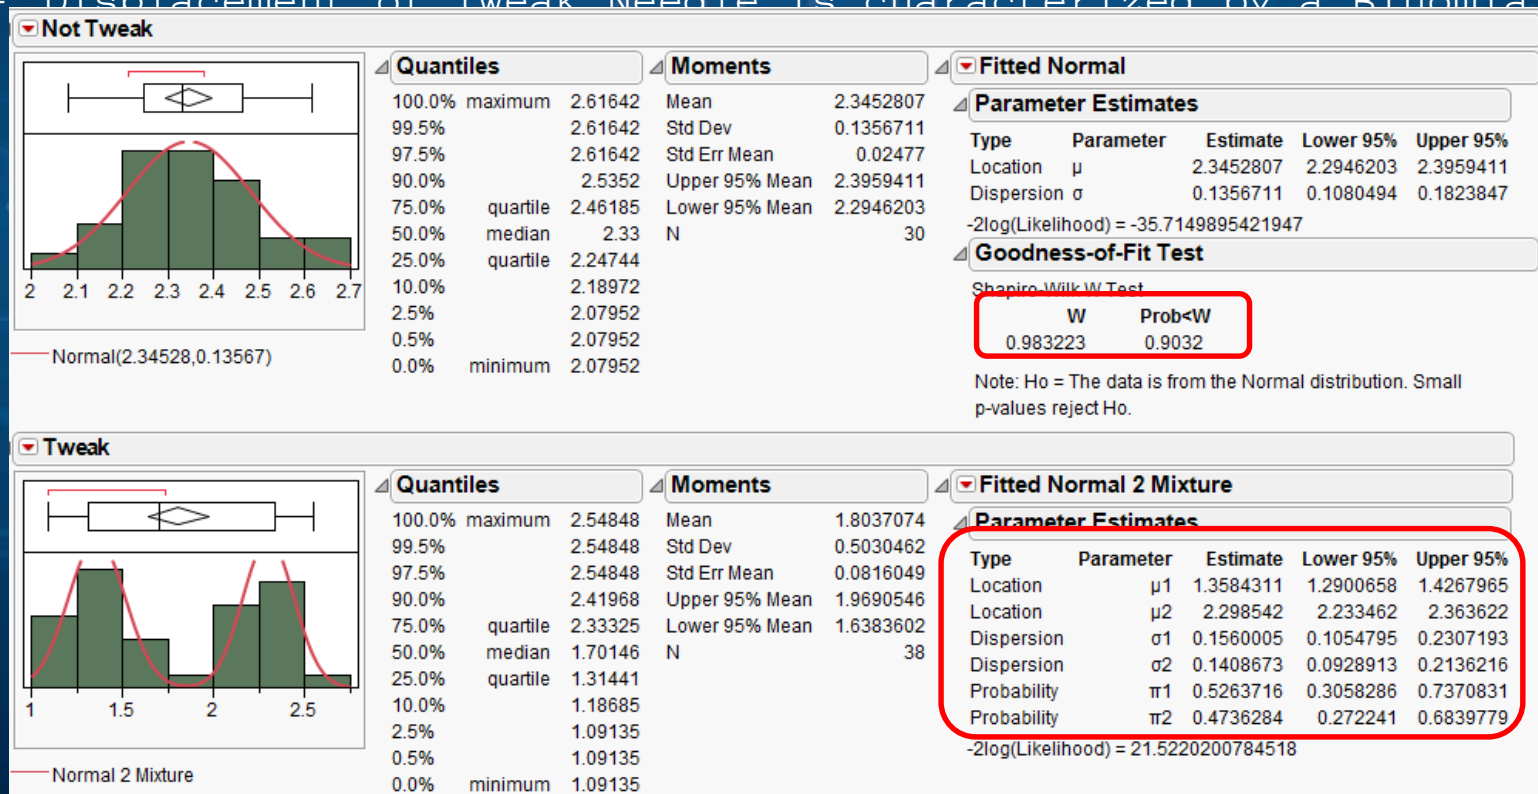 Displacement of Tweak Needle is characterized by a
Not Tweak
2 2.1 2.2 2.3 2.4 2.5 2.6 2.7
Normal(2.34528,0.13567)
Quantiles
100.0% maximum 2.61642
99.5% 2.61642
97.5% 2.61642
90.0% 2.5352
75.0% quartile 2.46185
50.0% median 2.33
25.0% quartile 2.24744
10.0% 2.18972
2.5% 2.07952
0.5% 2.07952
0.0% minimum 2.07952
Moments
Mean 2.3452807
Std Dev 0.1356711
Std Err Mean 0.02477
Upper 95% Mean 2.3959411
Lower 95% Mean 2.2946203
N 30
Fitted Normal
Parameter Estimates
Type Parameter Estimate Lower 95% Upper 95%
Location μ 2.3452807 2.2946203 2.3959411
Dispersion σ 0.1356711 0.1080494 0.1823847
-2log(Likelihood) = -35.7149895421947
Goodness-of-Fit Test
Shapiro-Wilk W Test
W Prob<W
0.983223 0.9032
Note: Ho = The data is from the Normal distribution. Small
p-values reject Ho.
Tweak
1 1.5 2 2.5
Normal 2 Mixture
Quantiles
100.0% maximum 2.54848
99.5% 2.54848
97.5% 2.54848
90.0% 2.41968
75.0% quartile 2.33325
50.0% median 1.70146
25.0% quartile 1.31441
10.0% 1.18685
2.5% 1.09135
0.5% 1.09135
0.0% minimum 1.09135
Moments
Mean 1.8037074
Std Dev 0.5030462
Std Err Mean 0.0816049
Upper 95% Mean 1.9690546
Lower 95% Mean 1.6383602
N 38
Fitted Normal 2 Mixture
Parameter Estimates
Type Parameter Estimate Lower 95% Upper 95%
Location μ1 1.3584311 1.2900658 1.4267965
Location μ2 2.298542 2.233462 2.363622
Dispersion σ1 0.1560005 0.1054795 0.2307193
Dispersion σ2 0.1408673 0.0928913 0.2136216
Probability π1 0.5263716 0.3058286 0.7370831
Probability π2 0.4736284 0.272241 0.6839779
-2log(Likelihood) = 21.5220200784518